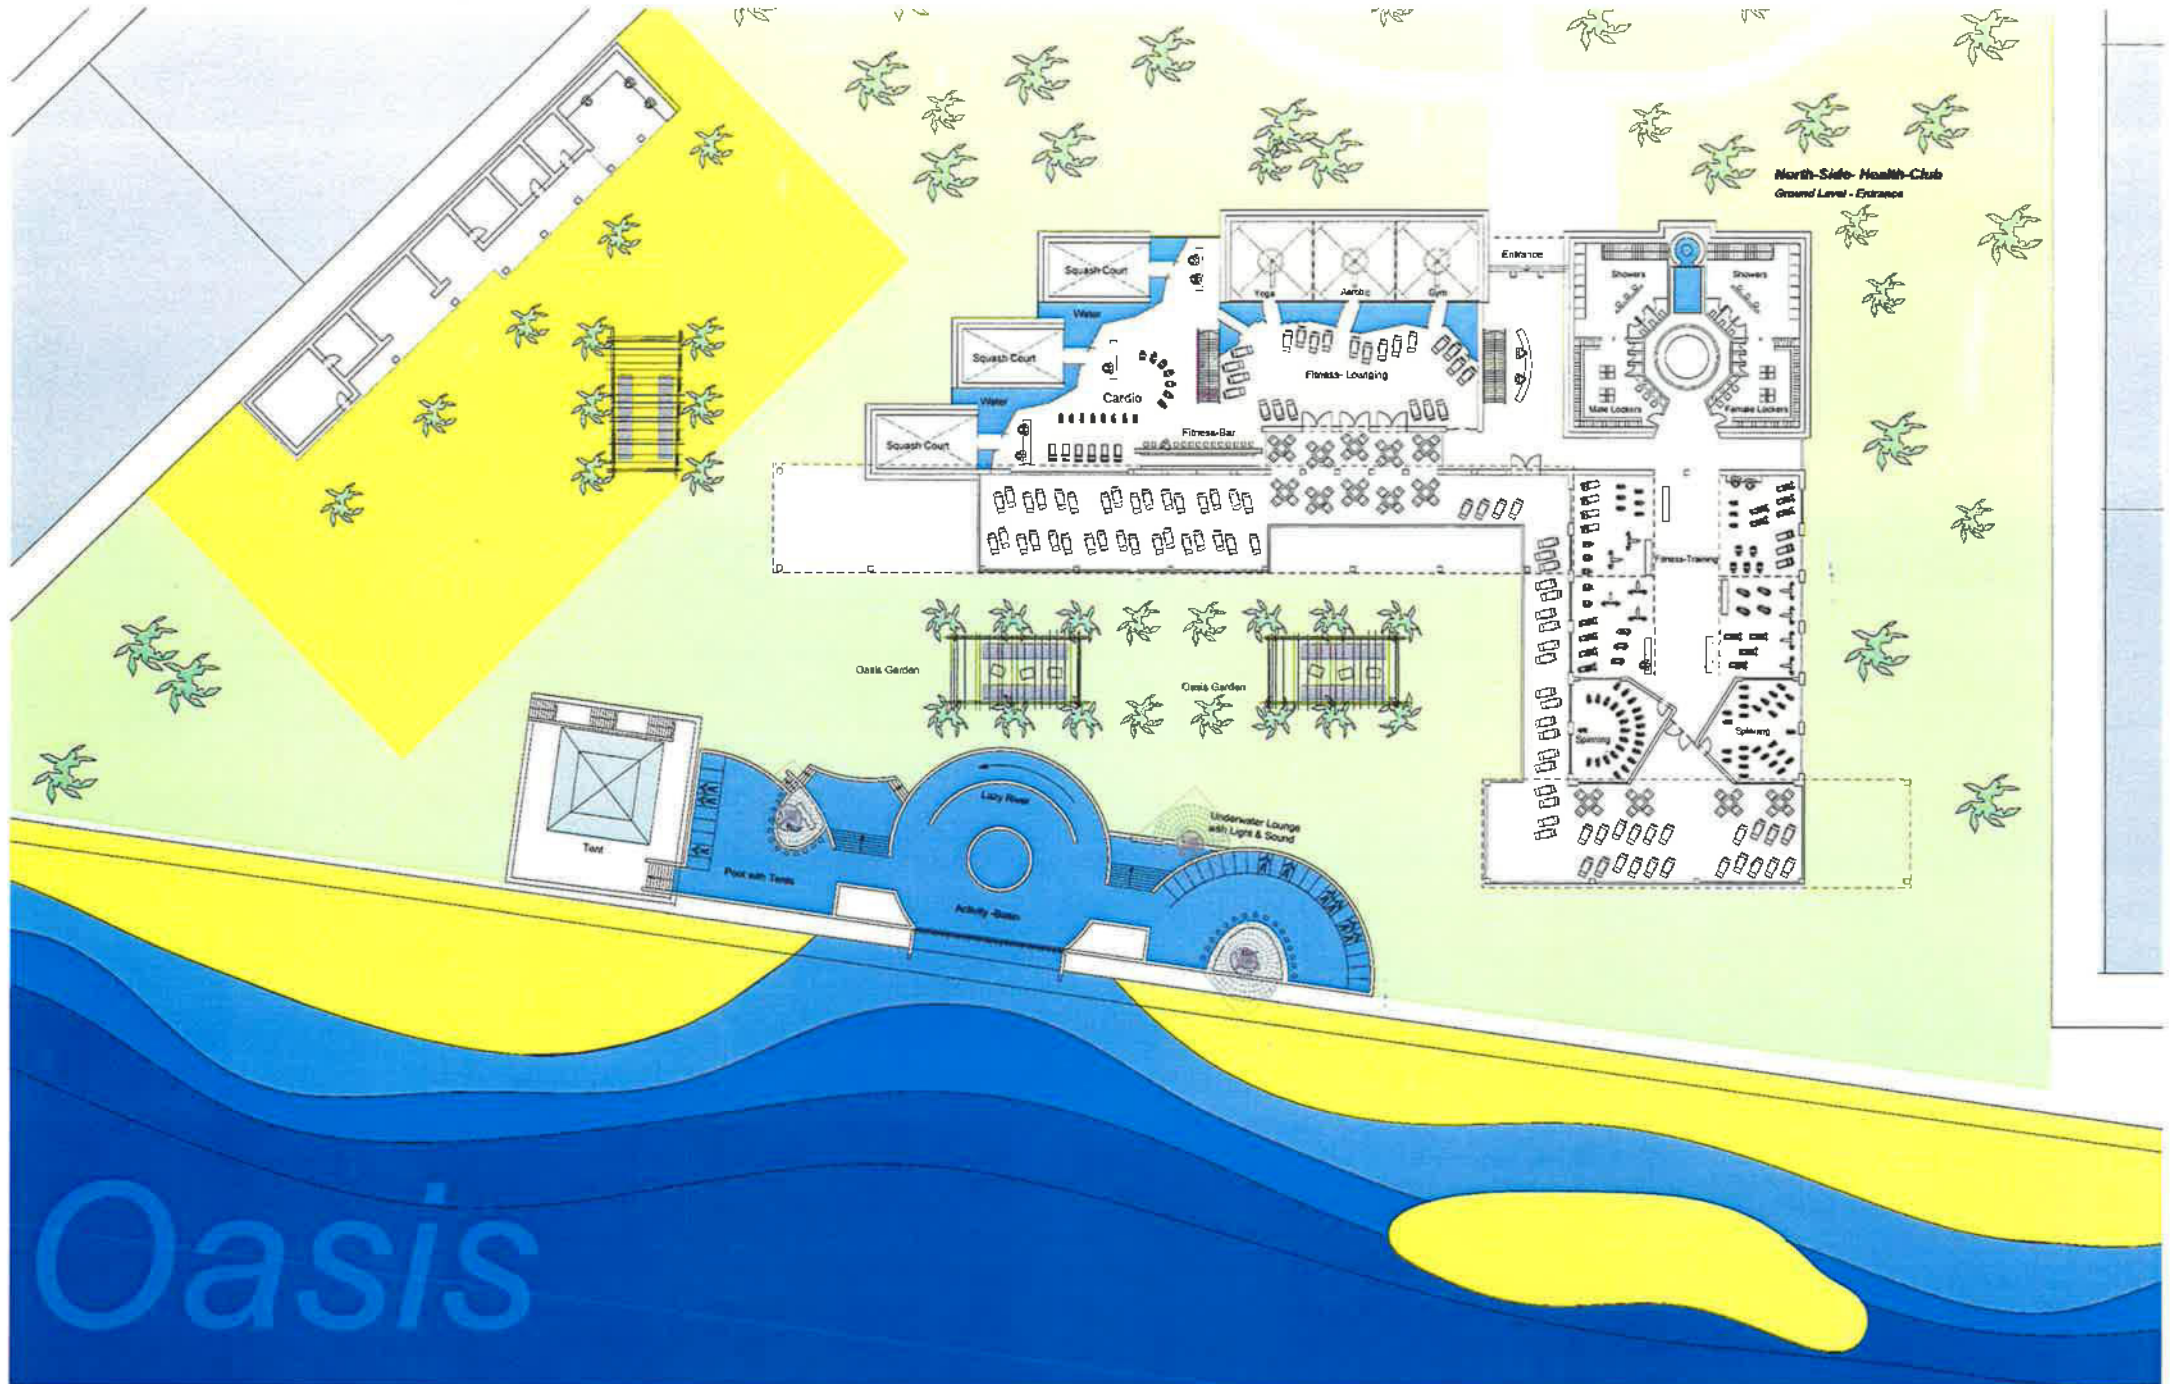 North-Side- Health-Club
Ground Level - Entrance
Entrance
Squash Court
Water
Squash Court
Water
Squash Court
Cardio
Fitness-Bar
Yoga
Aerobic
Gym
Fitness- Lounging
Showers
Showers
Male Lockers
Female Lockers
Fitness-Training
Spinning
Spinning
Oasis Garden
Oasis Garden
Tent
Pool with Tents
Lazy River
Activity -Basin
Underwater Lounge
with Light & Sound
Oasis